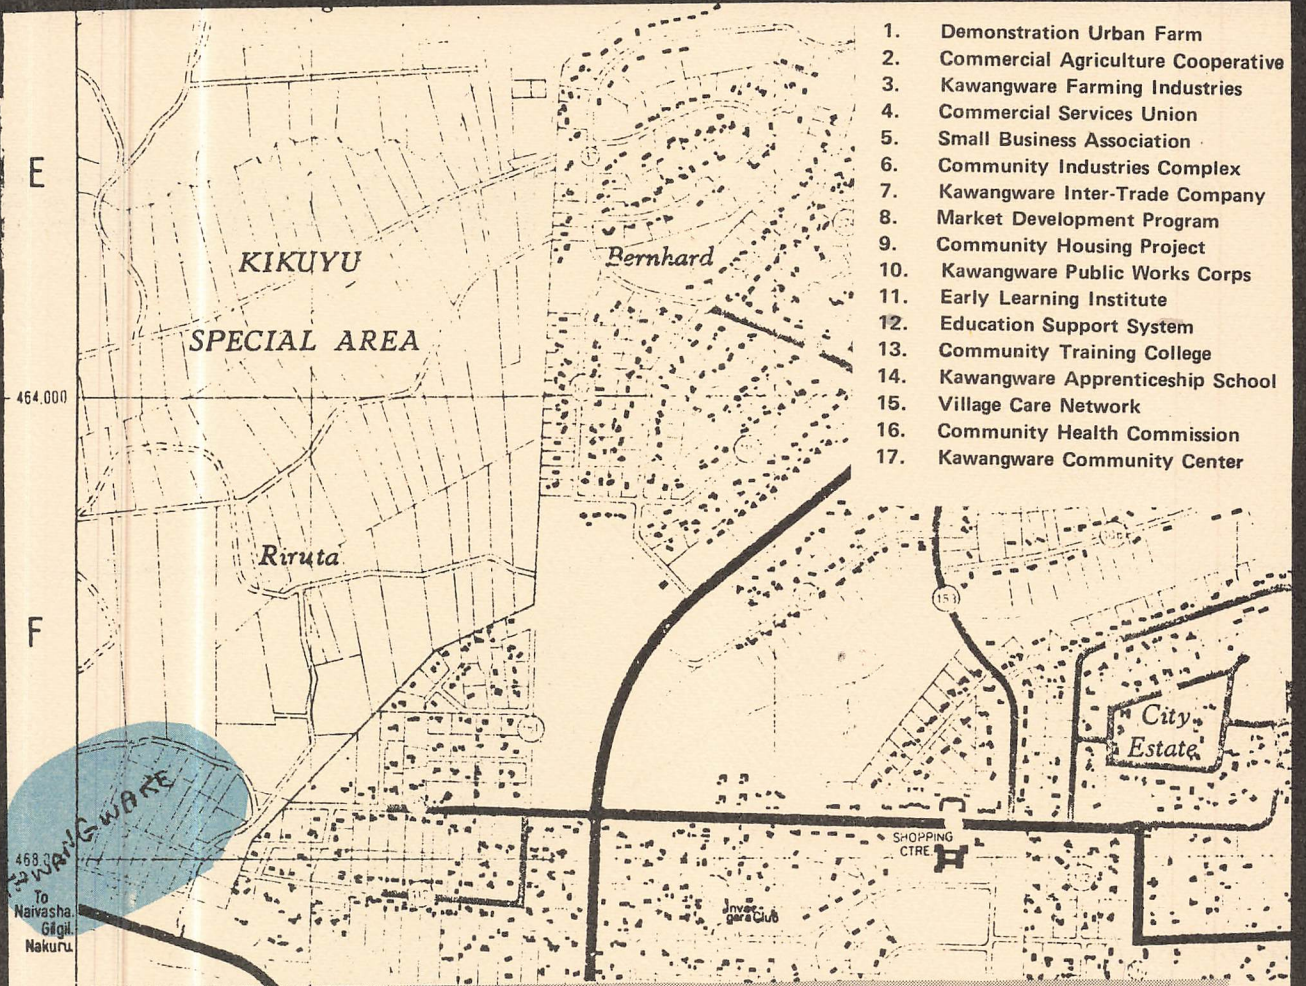 1. Demonstration Urban Farm
2. Commercial Agriculture Cooperative
3. Kawangware Farming Industries
4. Commercial Services Union
5. Small Business Association
6. Community Industries Complex
7. Kawangware Inter-Trade Company
8. Market Development Program
9. Community Housing Project
10. Kawangware Public Works Corps
11. Early Learning Institute
12. Education Support System
13. Community Training College
14. Kawangware Apprenticeship School
15. Village Care Network
16. Community Health Commission
17. Kawangware Community Center
E
KIKUYU
SPECIAL AREA
Bernhard
464.000
Riruta
F
153
City
Estate
SHOPPING
CTRE
To
Naivasha.
Gilgil.
Nakuru